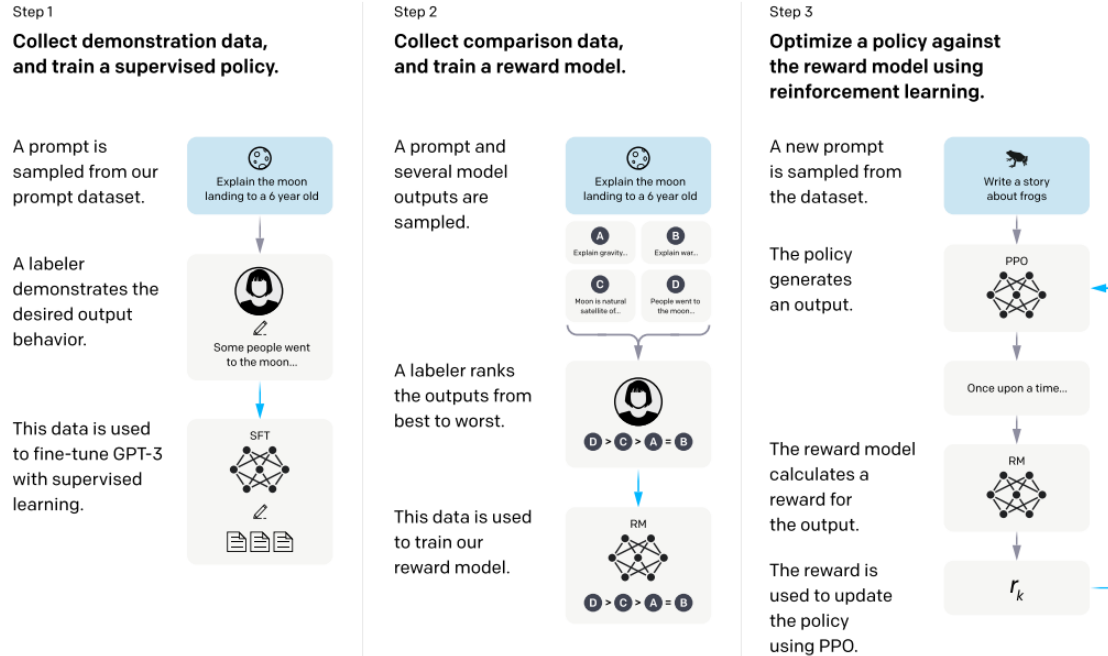 Step 1
Collect demonstration data,
and train a supervised policy.
A prompt is
sampled from our
prompt dataset.
Explain the moon
landing to a 6 year old
A labeler
demonstrates the
desired output
behavior.
Some people went
to the moon...
This data is used
to fine-tune GPT-3
with supervised
learning.
SFT
Step 2
Collect comparison data,
and train a reward model.
A prompt and
several model
outputs are
sampled.
Explain the moon
landing to a 6 year old
A
Explain gravity...
B
Explain war...
C
Moon is natural
satellite of...
D
People went to
the moon...
A labeler ranks
the outputs from
best to worst.
D > C > A = B
This data is used
to train our
reward model.
RM
D > C > A = B
Step 3
Optimize a policy against
the reward model using
reinforcement learning.
A new prompt
is sampled from
the dataset.
Write a story
about frogs
The policy
generates
an output.
PPO
Once upon a time...
The reward model
calculates a
reward for
the output.
RM
The reward is
used to update
the policy
using PPO.
rₖ